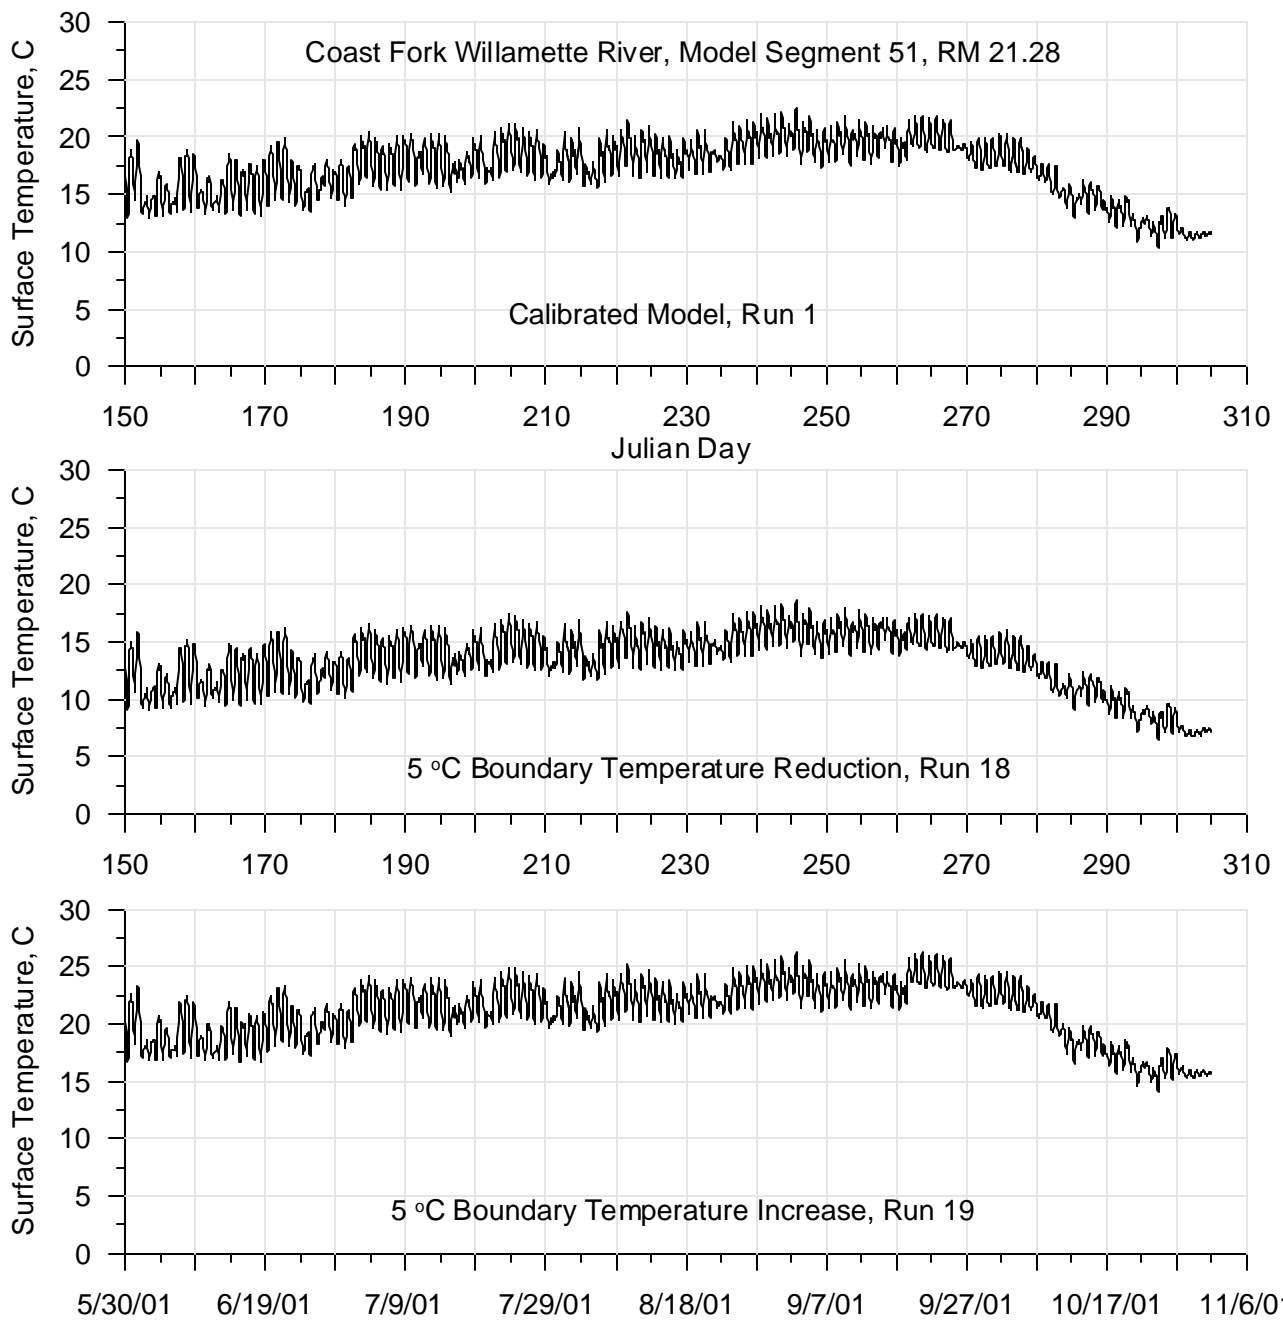 30
Coast Fork Willamette River, Model Segment 51, RM 21.28
25
20
15
10
5
0
Surface Temperature, C
Calibrated Model, Run 1
150 170 190 210 230 250 270 290 310
Julian Day
30
25
20
15
10
5
0
Surface Temperature, C
5 °C Boundary Temperature Reduction, Run 18
150 170 190 210 230 250 270 290 310
30
25
20
15
10
5
0
Surface Temperature, C
5 °C Boundary Temperature Increase, Run 19
5/30/01 6/19/01 7/9/01 7/29/01 8/18/01 9/7/01 9/27/01 10/17/01 11/6/0